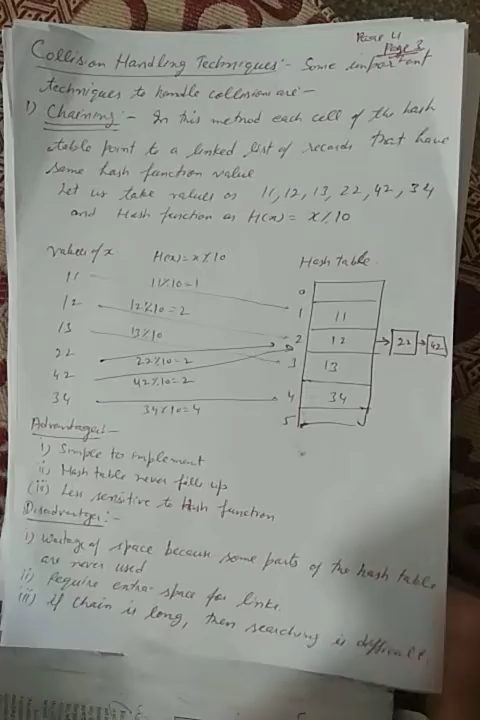 Page 4
Page 3
Collision Handling Techniques:- Some important
techniques to handle collosion are:-
1) Chaining:- In this method each cell of the hash
table point to a linked list of records that have
same hash function value
Let us take values as 11, 12, 13, 22, 42, 34
and Hash function as H(x) = x % 10
Values of x H(x) = x % 10 Hash table
11 11%10=1
12 12%10=2
13 13%10
22 22%10=2
42 42%10=2
34 34%10=4
0
1 11
2 12 22 42
3 13
4 34
5
Advantages:-
i) Simple to implement
ii) Hash table never fills up
(iii) Less sensitive to Hash function
Disadvantages:-
i) Wastage of space because some parts of the hash table
are never used
ii) Require extra space for links.
iii) If chain is long, then searching is difficult.